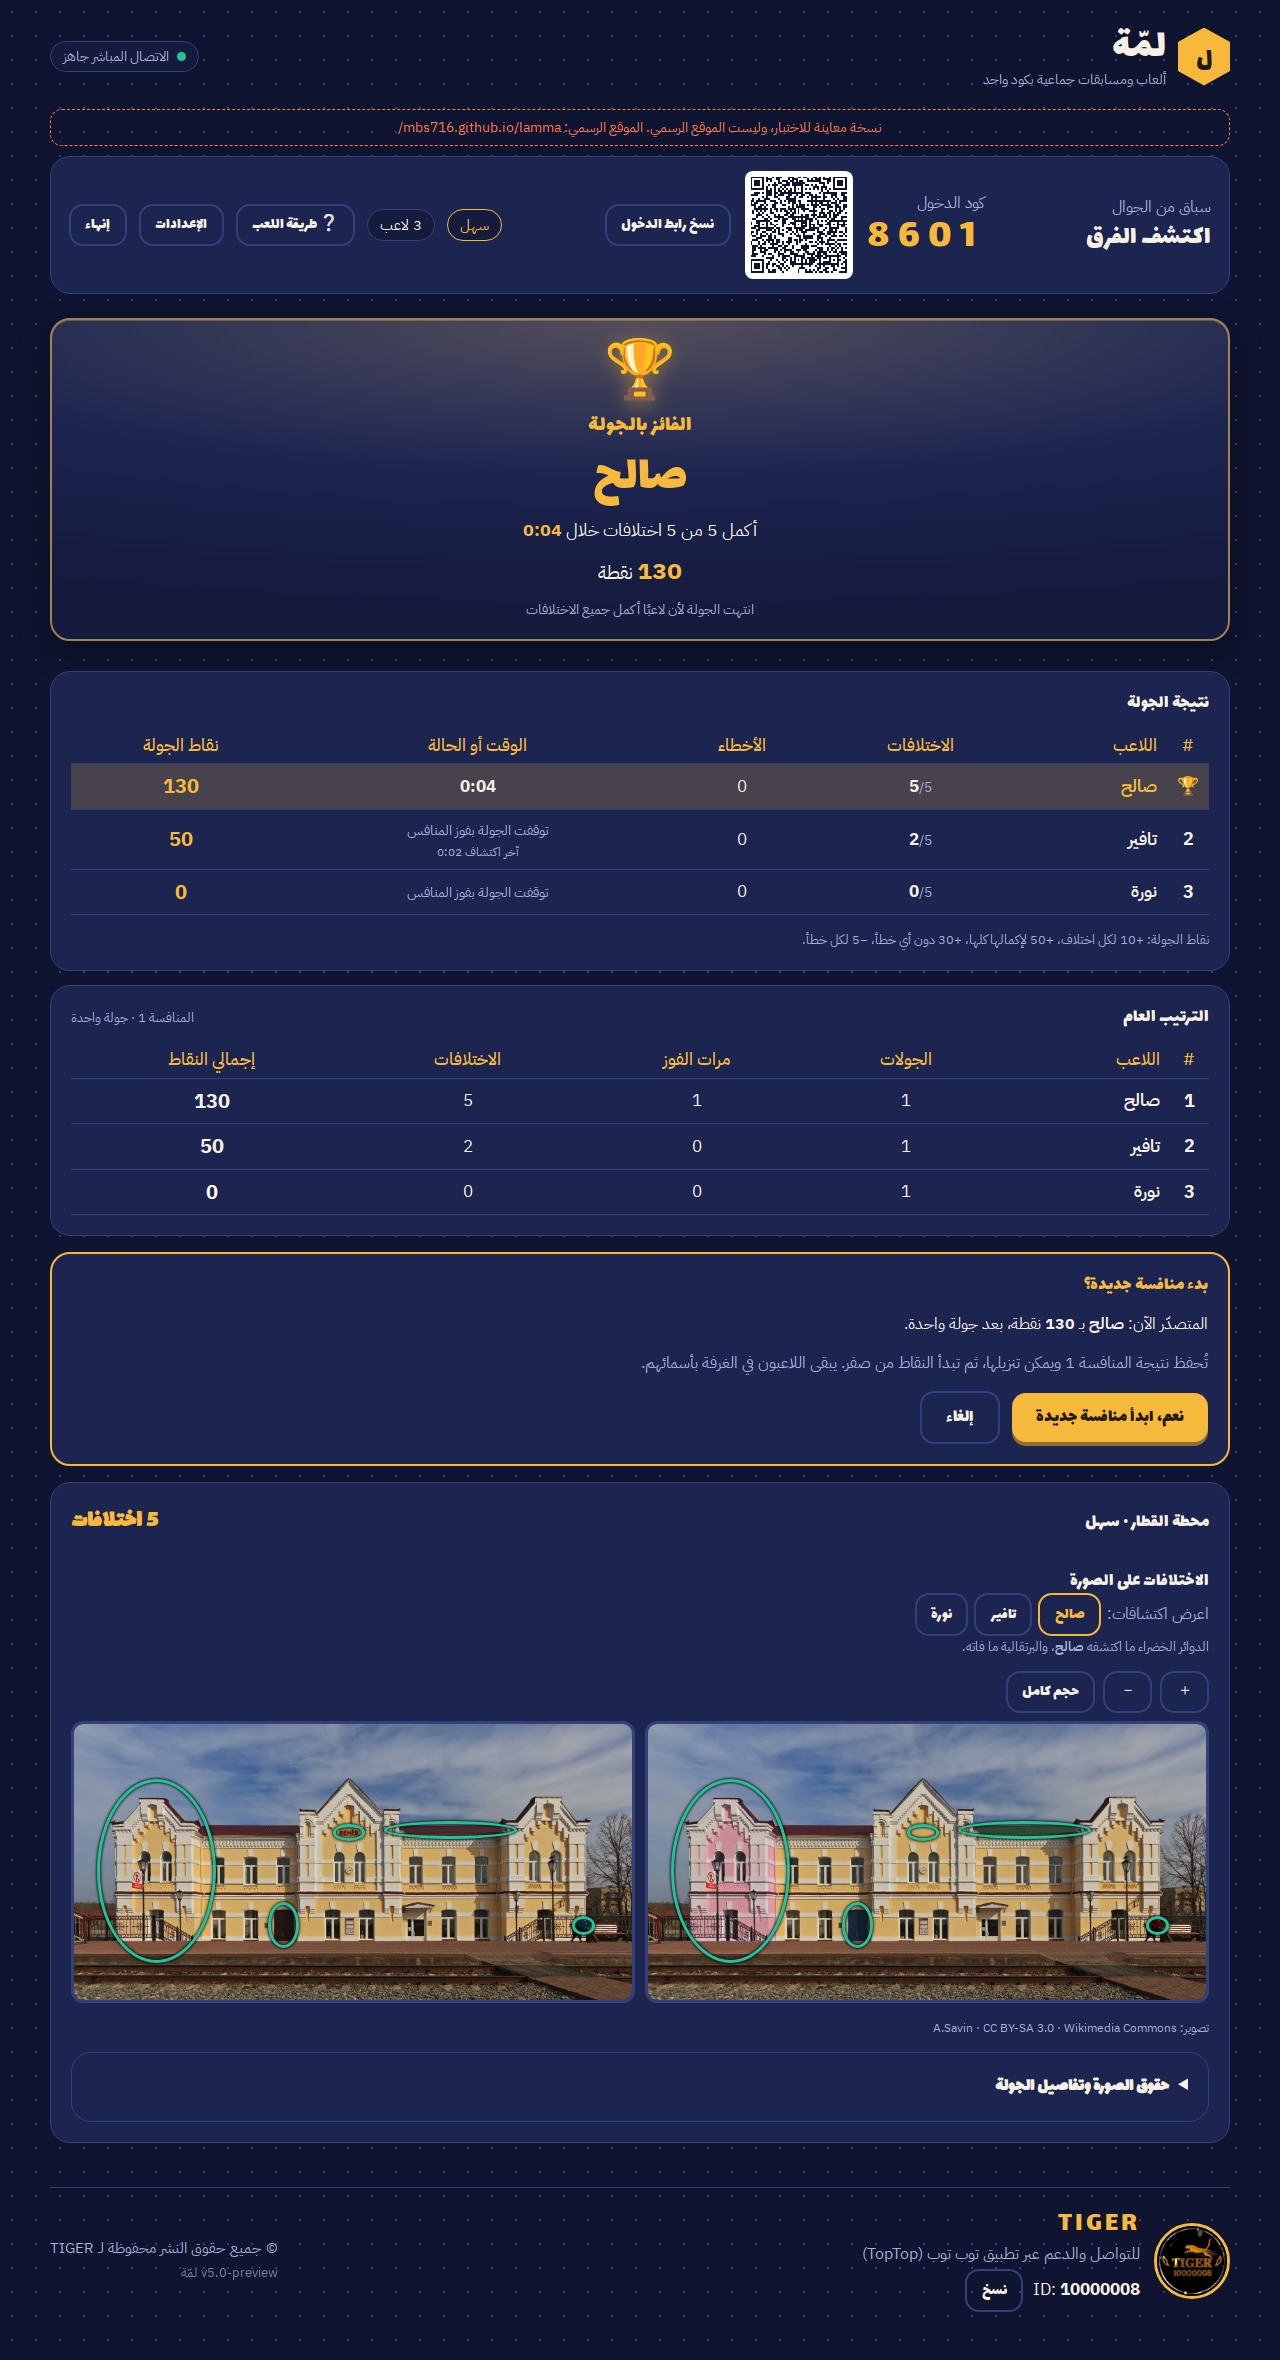 ل
لمّة
ألعاب ومسابقات جماعية بكود واحد
الاتصال المباشر جاهز
نسخة معاينة للاختبار، وليست الموقع الرسمي. الموقع الرسمي: mbs716.github.io/lamma/
سباق من الجوال
اكتشف الفرق
كود الدخول
8601
نسخ رابط الدخول
سهل
3 لاعب
❔ طريقة اللعب
الإعدادات
إنهاء
الفائز بالجولة
صالح
أكمل 5 من 5 اختلافات خلال 0:04
130 نقطة
انتهت الجولة لأن لاعبًا أكمل جميع الاختلافات
نتيجة الجولة
# اللاعب الاختلافات الأخطاء الوقت أو الحالة نقاط الجولة
🏆 صالح 5/5 0 0:04 130
2 تافير 2/5 0 توقفت الجولة بفوز المنافس 50
آخر اكتشاف 0:02
3 نورة 0/5 0 توقفت الجولة بفوز المنافس 0
نقاط الجولة: +10 لكل اختلاف، +50 لإكمالها كلها، +30 دون أي خطأ، −5 لكل خطأ.
الترتيب العام
المنافسة 1 · جولة واحدة
# اللاعب الجولات مرات الفوز الاختلافات إجمالي النقاط
1 صالح 1 1 5 130
2 تافير 1 0 2 50
3 نورة 1 0 0 0
بدء منافسة جديدة؟
المتصدّر الآن: صالح بـ 130 نقطة، بعد جولة واحدة.
تُحفظ نتيجة المنافسة 1 ويمكن تنزيلها، ثم تبدأ النقاط من صفر. يبقى اللاعبون في الغرفة بأسمائهم.
نعم، ابدأ منافسة جديدة
إلغاء
محطة القطار · سهل
5 اختلافات
الاختلافات على الصورة
اعرض اكتشافات: صالح تافير نورة
الدوائر الخضراء ما اكتشفه صالح، والبرتقالية ما فاته.
+ − حجم كامل
تصوير: A.Savin · CC BY-SA 3.0 · Wikimedia Commons
حقوق الصورة وتفاصيل الجولة
TIGER
10000008
TIGER
للتواصل والدعم عبر تطبيق توب توب (TopTop)
ID: 10000008
نسخ
© جميع حقوق النشر محفوظة لـ TIGER
لمّة v5.0-preview